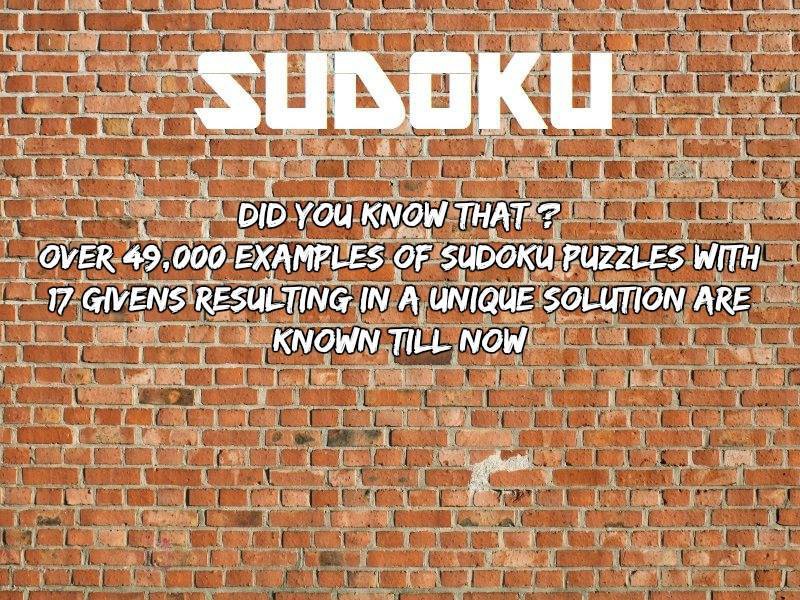 SUDOKU
DID YOU KNOW THAT ?
OVER 49,000 EXAMPLES OF SUDOKU PUZZLES WITH
17 GIVENS RESULTING IN A UNIQUE SOLUTION ARE
KNOWN TILL NOW